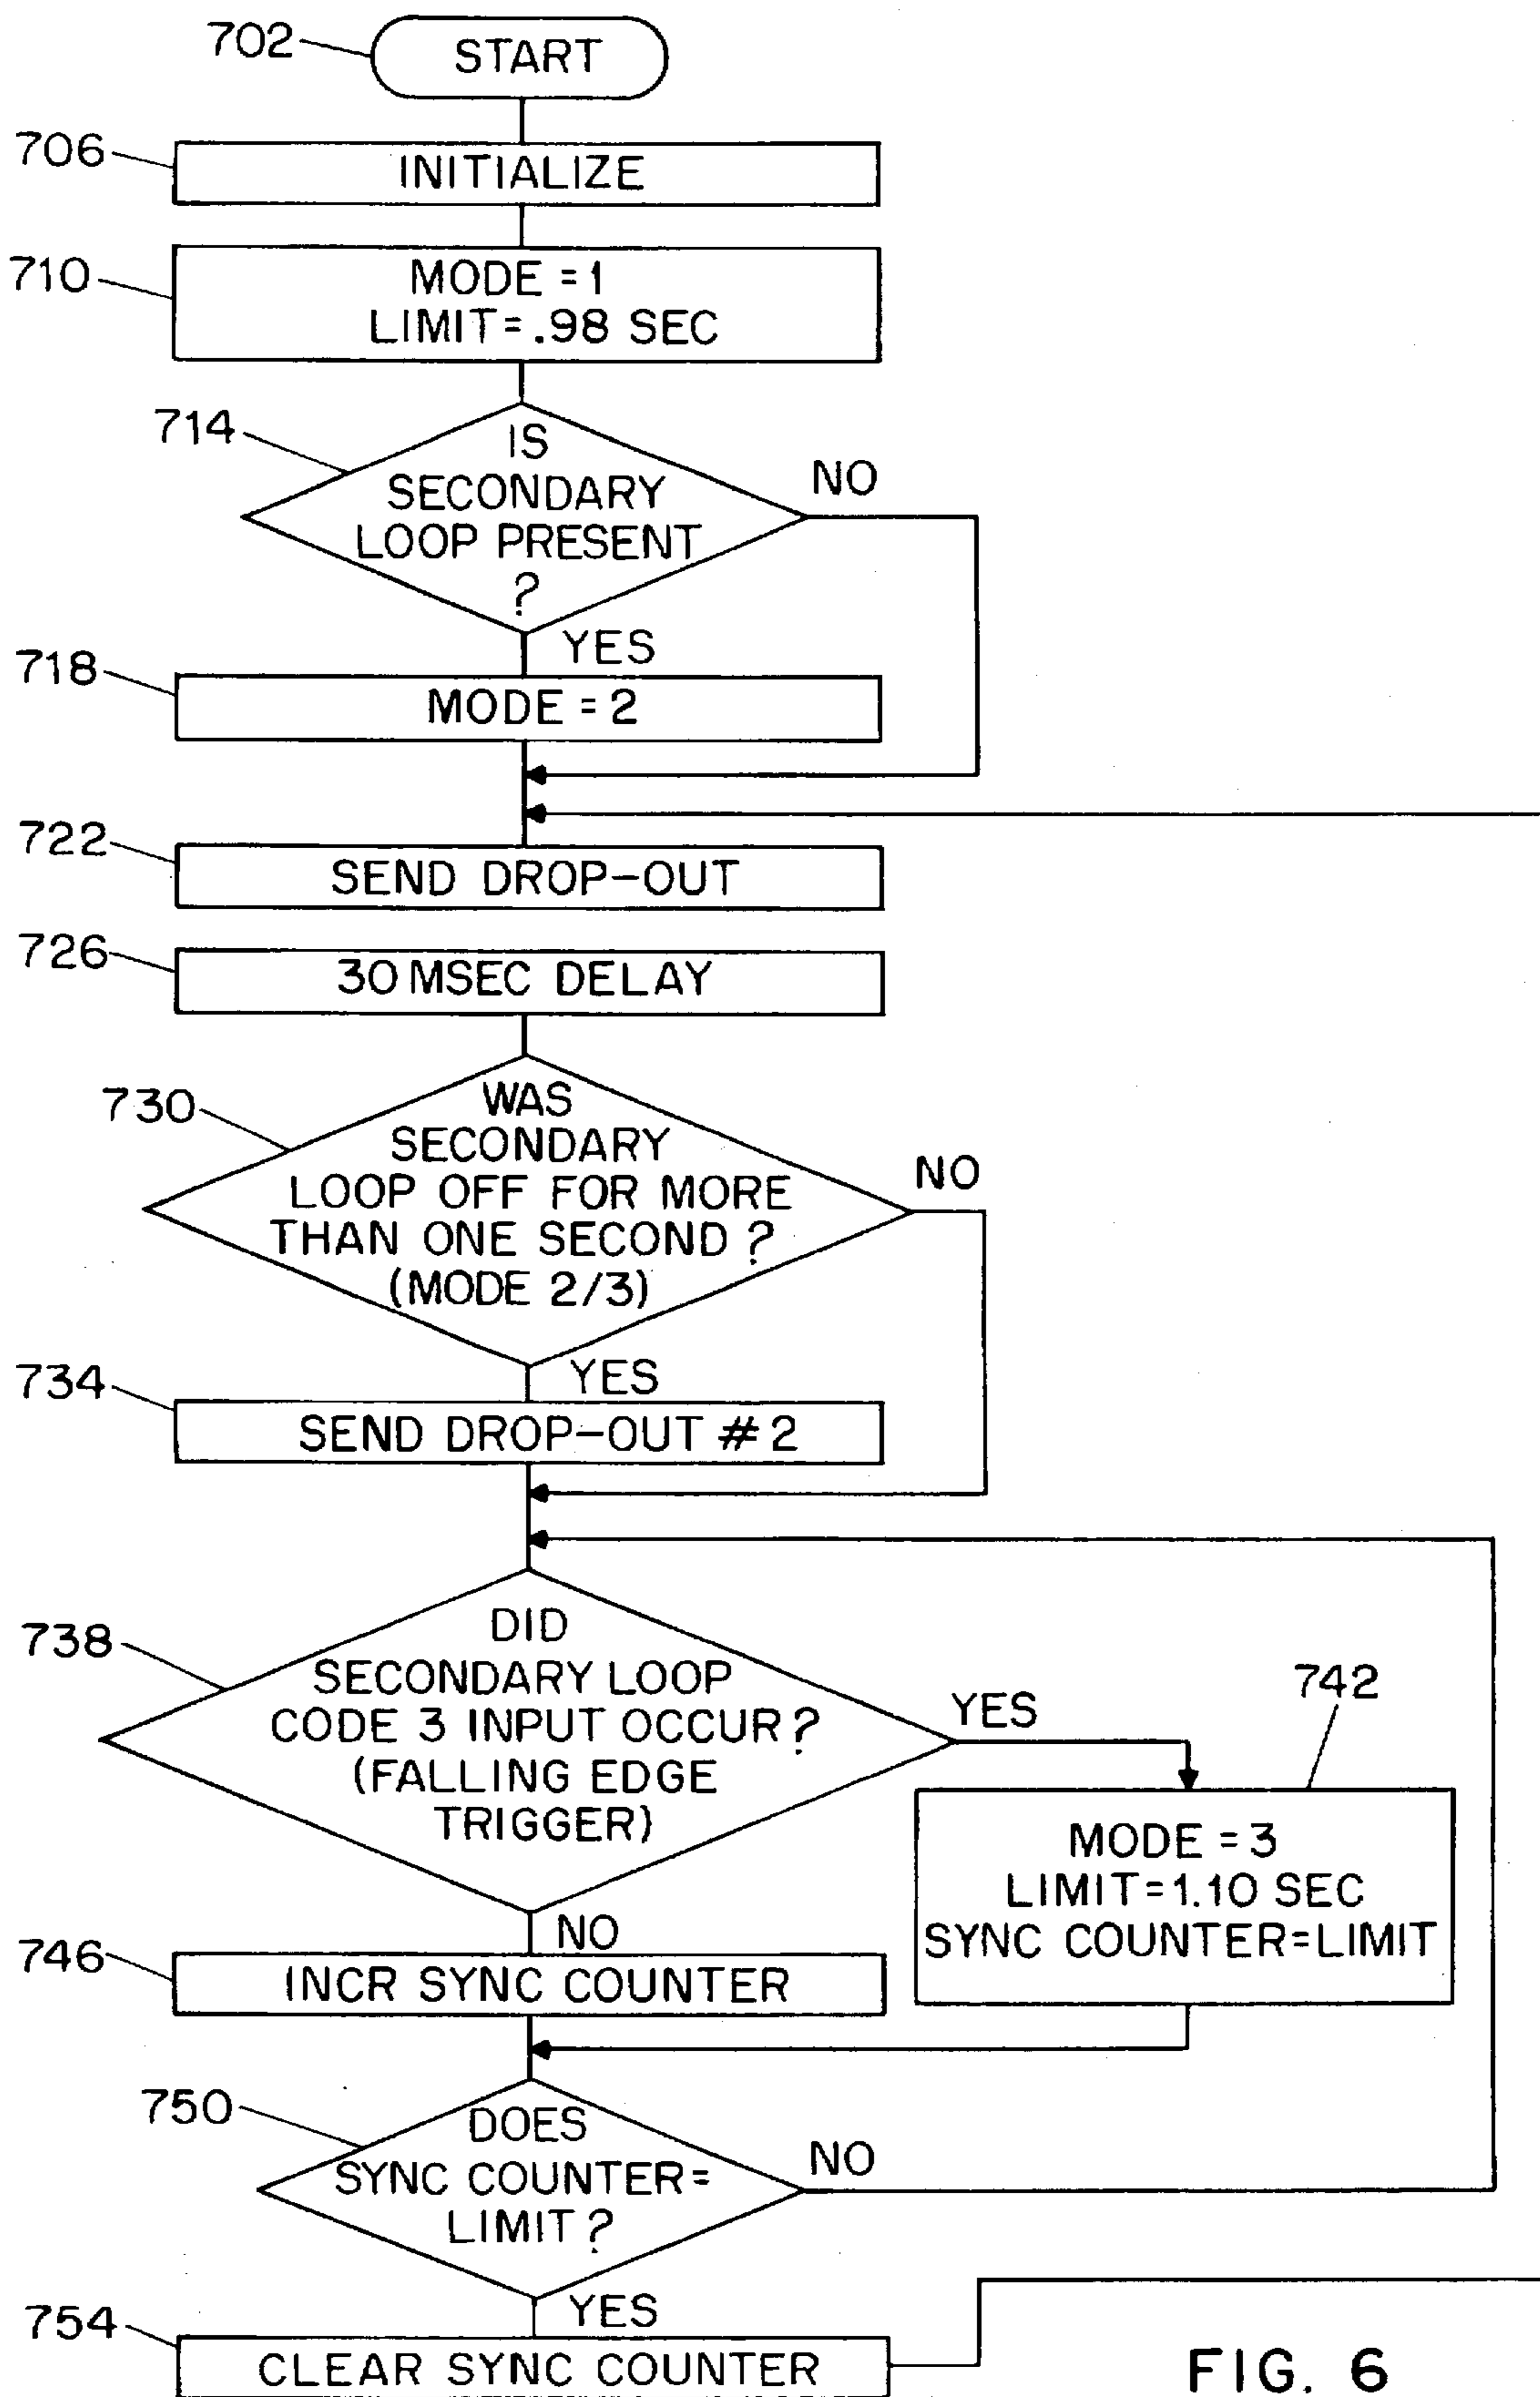 702
START
706
INITIALIZE
710
MODE = 1
LIMIT = .98 SEC
714
IS
SECONDARY
LOOP PRESENT
?
NO
YES
718
MODE = 2
722
SEND DROP-OUT
726
30 MSEC DELAY
730
WAS
SECONDARY
LOOP OFF FOR MORE
THAN ONE SECOND ?
(MODE 2/3)
NO
YES
734
SEND DROP-OUT #2
738
DID
SECONDARY LOOP
CODE 3 INPUT OCCUR ?
(FALLING EDGE
TRIGGER)
YES
742
MODE = 3
LIMIT=1.10 SEC
SYNC COUNTER=LIMIT
NO
746
INCR SYNC COUNTER
750
DOES
SYNC COUNTER=
LIMIT ?
NO
YES
754
CLEAR SYNC COUNTER
FIG. 6